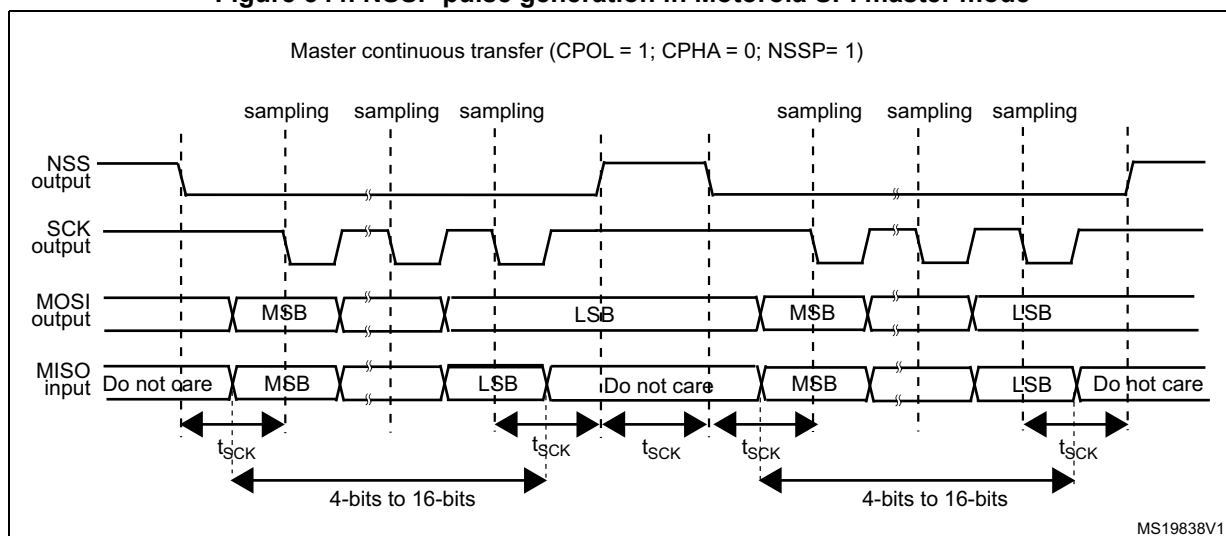 Master continuous transfer (CPOL = 1; CPHA = 0; NSSP= 1)
sampling sampling sampling sampling sampling sampling
NSS
output
SCK
output
MOSI
output
MSB LSB MSB LSB
MISO
input
Do not care MSB LSB Do not care MSB LSB Do not care
tSCK tSCK tSCK tSCK tSCK
4-bits to 16-bits 4-bits to 16-bits
MS19838V1